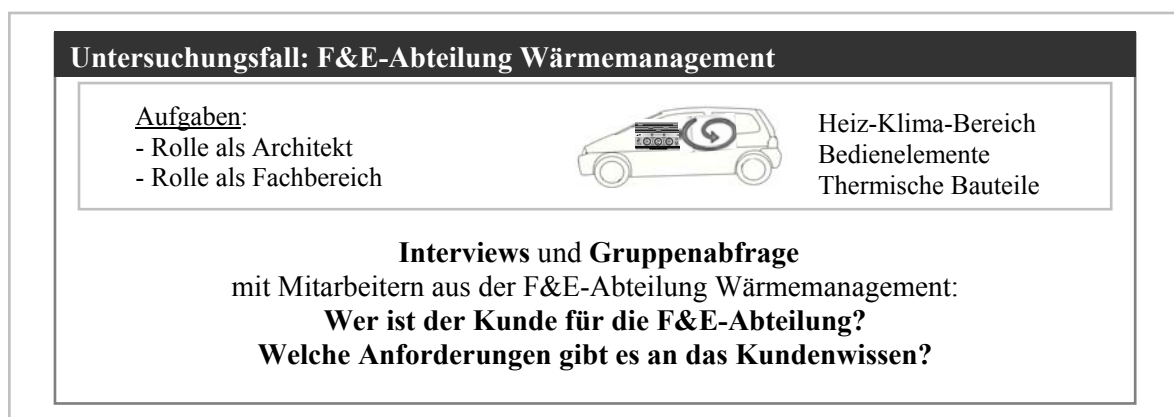 Untersuchungsfall: F&E-Abteilung Wärmemanagement
Aufgaben:
- Rolle als Architekt
- Rolle als Fachbereich
Heiz-Klima-Bereich
Bedienelemente
Thermische Bauteile
Interviews und Gruppenabfrage
mit Mitarbeitern aus der F&E-Abteilung Wärmemanagement:
Wer ist der Kunde für die F&E-Abteilung?
Welche Anforderungen gibt es an das Kundenwissen?